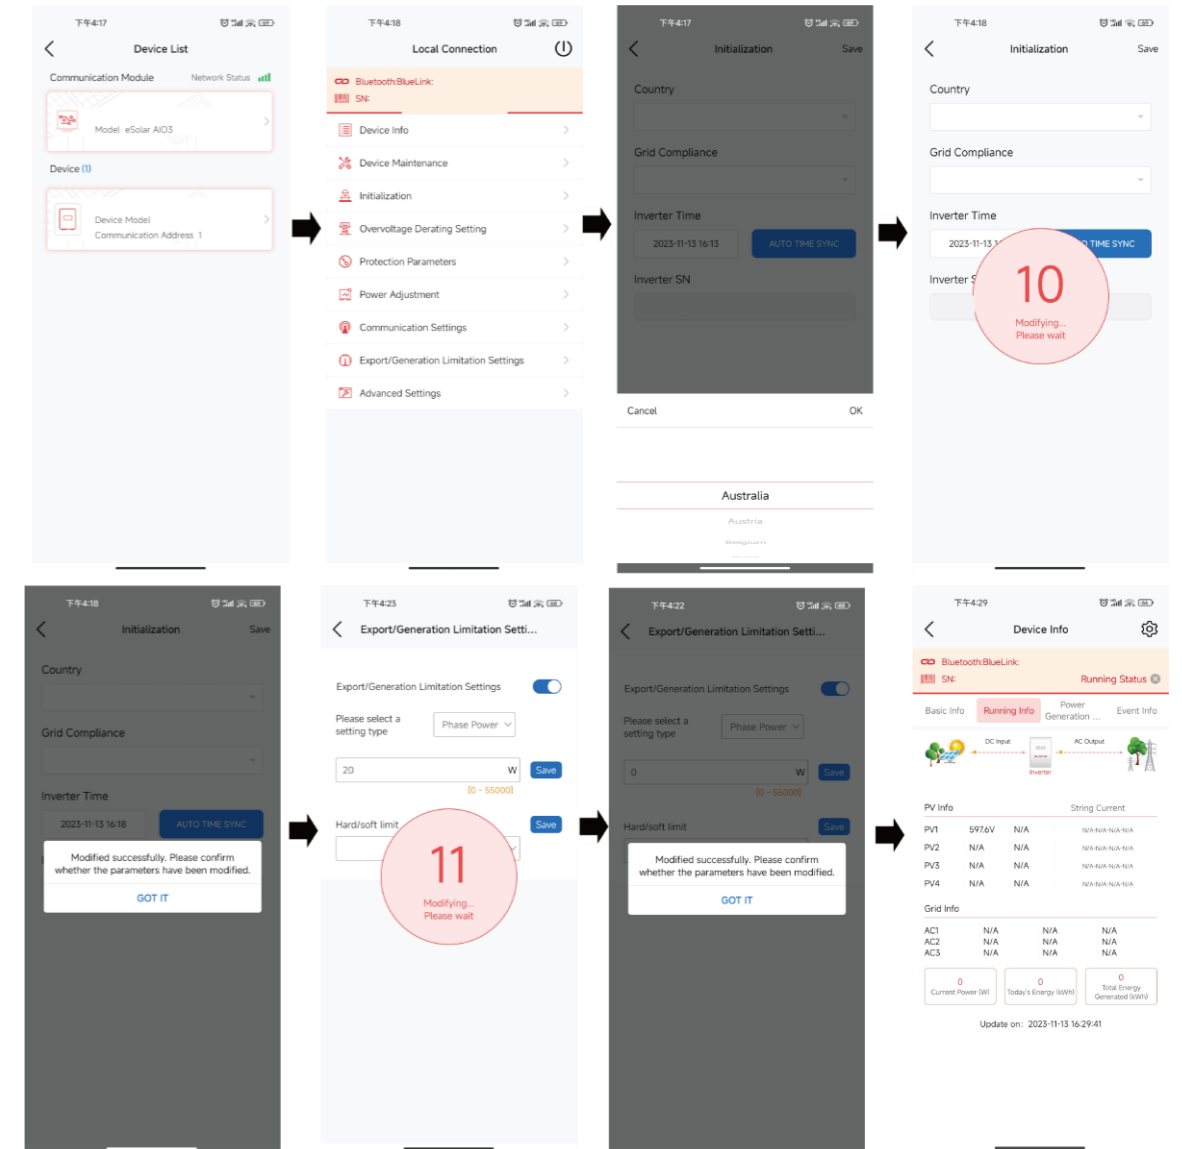 下午4:17
Device List
Communication Module
Network Status
Model eSolar AIO3
Device (1)
Device Model
Communication Address 1
下午4:18
Local Connection
Bluetooth:BlueLink:
SN:
Device Info
Device Maintenance
Initialization
Overvoltage Derating Setting
Protection Parameters
Power Adjustment
Communication Settings
Export/Generation Limitation Settings
Advanced Settings
下午4:17
Initialization
Save
Country
Grid Compliance
Inverter Time
2023-11-13 16:13
AUTO TIME SYNC
Inverter SN
Cancel
OK
Australia
Austria
Belgium
下午4:18
Initialization
Save
Country
Grid Compliance
Inverter Time
2023-11-13 1
TIME SYNC
Inverter S
10
Modifying...
Please wait
下午4:18
Initialization
Save
Country
Grid Compliance
Inverter Time
2023-11-13 16:18
AUTO TIME SYNC
Modified successfully. Please confirm
whether the parameters have been modified.
GOT IT
下午4:23
Export/Generation Limitation Setti...
Export/Generation Limitation Settings
Please select a
setting type
Phase Power
20
W
Save
[0 ~ 55000]
Hard/soft limit
Save
11
Modifying...
Please wait
下午4:22
Export/Generation Limitation Setti...
Export/Generation Limitation Settings
Please select a
setting type
Phase Power
0
W
Save
[0 ~ 55000]
Hard/soft limit
Save
Modified successfully. Please confirm
whether the parameters have been modified.
GOT IT
下午4:29
Device Info
Bluetooth:BlueLink:
SN:
Running Status
Basic Info
Running Info
Power
Generation ...
Event Info
DC Input
AC Output
Inverter
PV Info
String Current
PV1 597.6V N/A N/A-N/A-N/A-N/A
PV2 N/A N/A N/A-N/A-N/A-N/A
PV3 N/A N/A N/A-N/A-N/A-N/A
PV4 N/A N/A N/A-N/A-N/A-N/A
Grid Info
AC1 N/A N/A N/A
AC2 N/A N/A N/A
AC3 N/A N/A N/A
0
Current Power (W)
0
Today's Energy (kWh)
0
Total Energy
Generated (kWh)
Update on: 2023-11-13 16:29:41